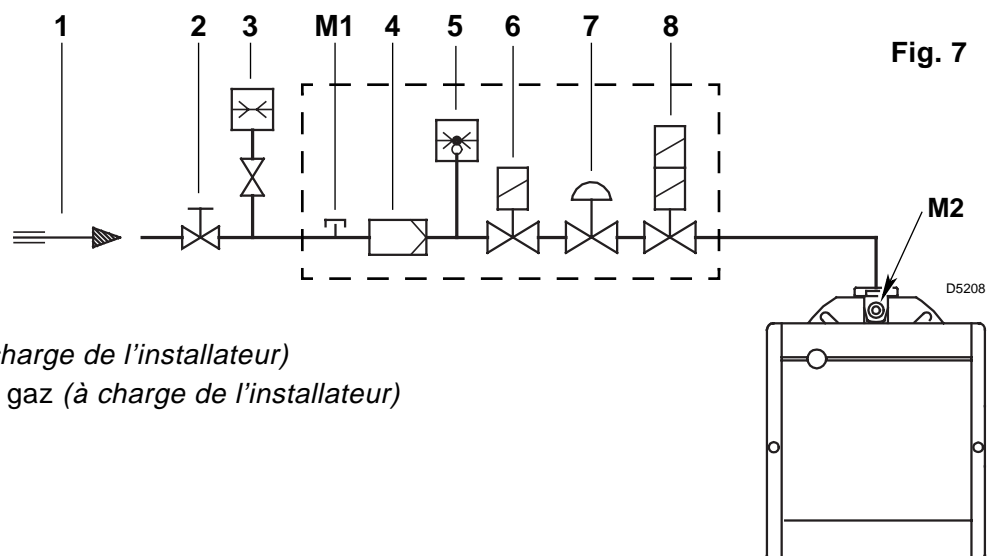 1 2 3 M1 4 5 6 7 8
Fig. 7
M2
D5208
charge de l'installateur)
gaz (à charge de l'installateur)